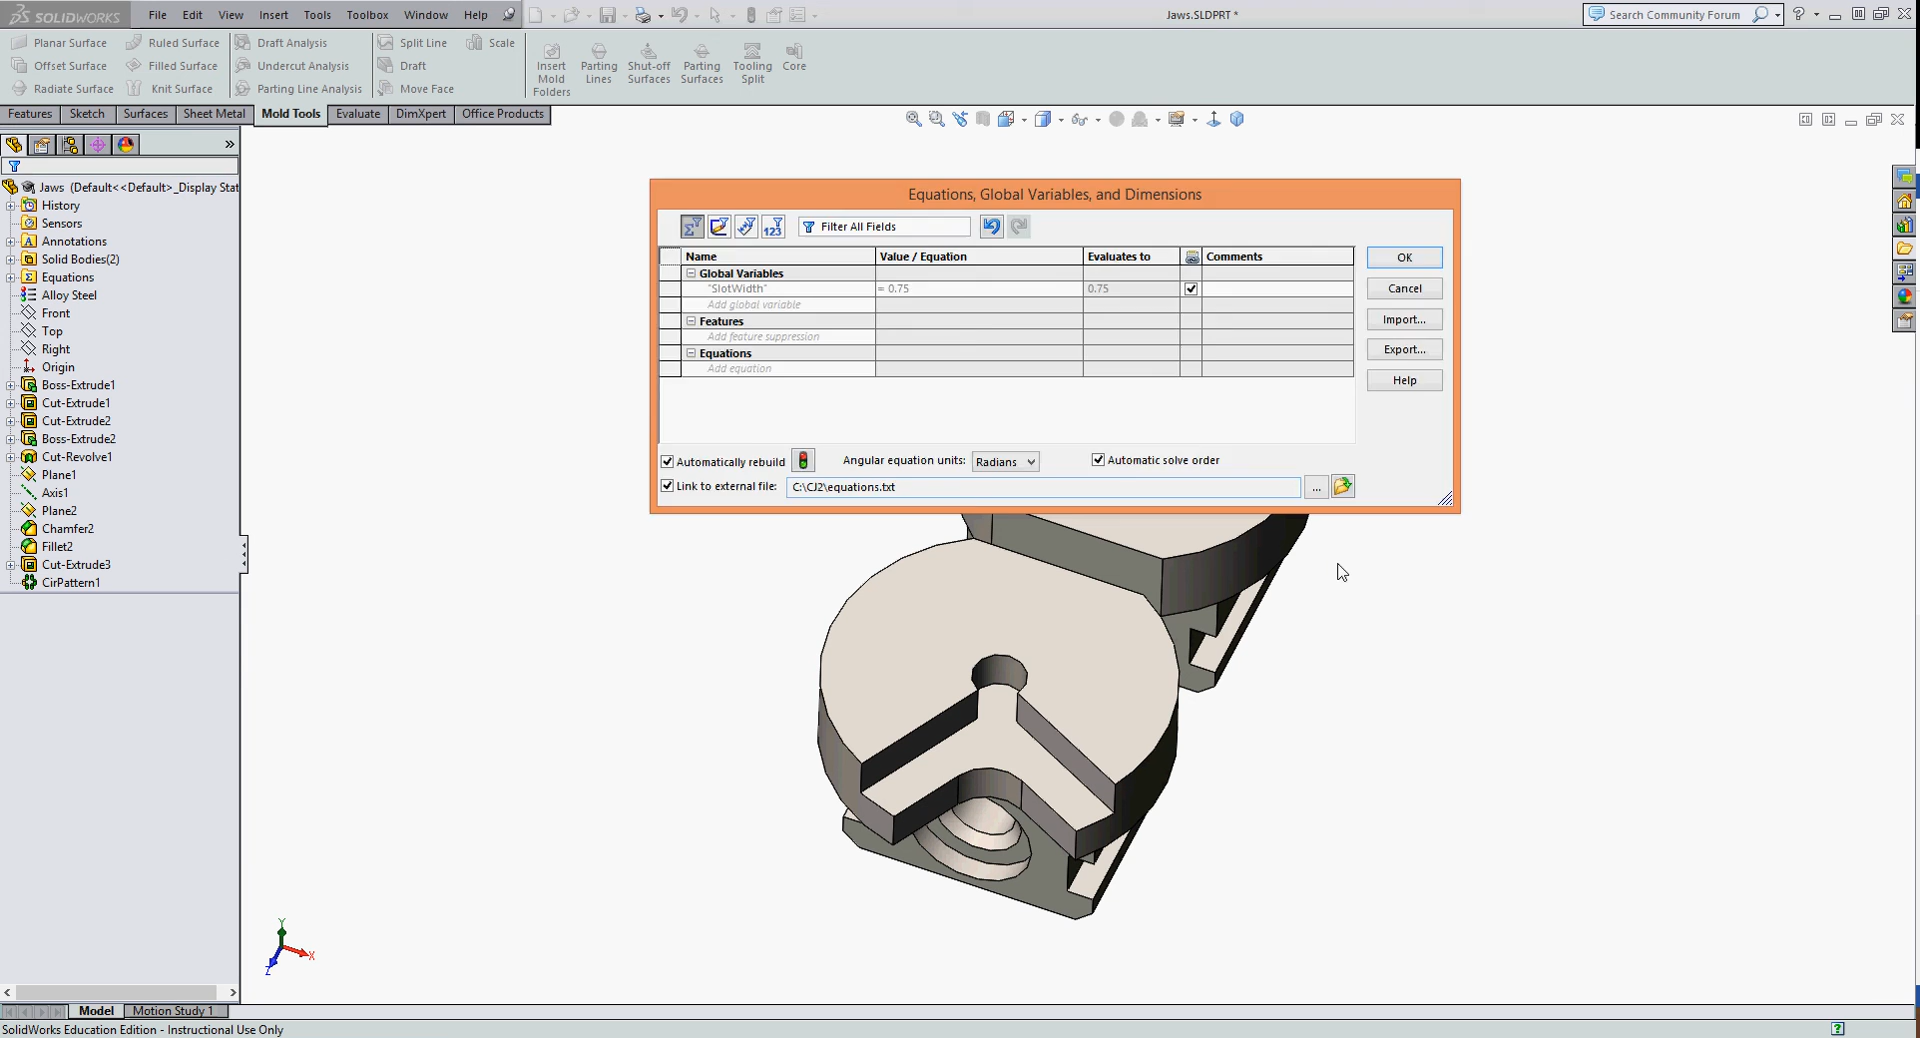 SOLIDWORKS File Edit View Insert Tools Toolbox Window Help Jaws.SLDPRT * Search Community Forum
Planar Surface Ruled Surface Draft Analysis Split Line Scale
Offset Surface Filled Surface Undercut Analysis Draft
Radiate Surface Knit Surface Parting Line Analysis Move Face
Insert Mold Folders
Parting Lines
Shut-off Surfaces
Parting Surfaces
Tooling Split
Core
Features Sketch Surfaces Sheet Metal Mold Tools Evaluate DimXpert Office Products
Jaws (Default<<Default>_Display Stat
History
Sensors
Annotations
Solid Bodies(2)
Equations
Alloy Steel
Front
Top
Right
Origin
Boss-Extrude1
Cut-Extrude1
Cut-Extrude2
Boss-Extrude2
Cut-Revolve1
Plane1
Axis1
Plane2
Chamfer2
Fillet2
Cut-Extrude3
CirPattern1
Equations, Global Variables, and Dimensions
123 Filter All Fields
Name Value / Equation Evaluates to Comments
Global Variables
"SlotWidth" = 0.75 0.75
Add global variable
Features
Add feature suppression
Equations
Add equation
OK
Cancel
Import...
Export...
Help
Automatically rebuild Angular equation units: Radians Automatic solve order
Link to external file: C:\CJ2\equations.txt ...
Y
X
Z
Model Motion Study 1
SolidWorks Education Edition - Instructional Use Only